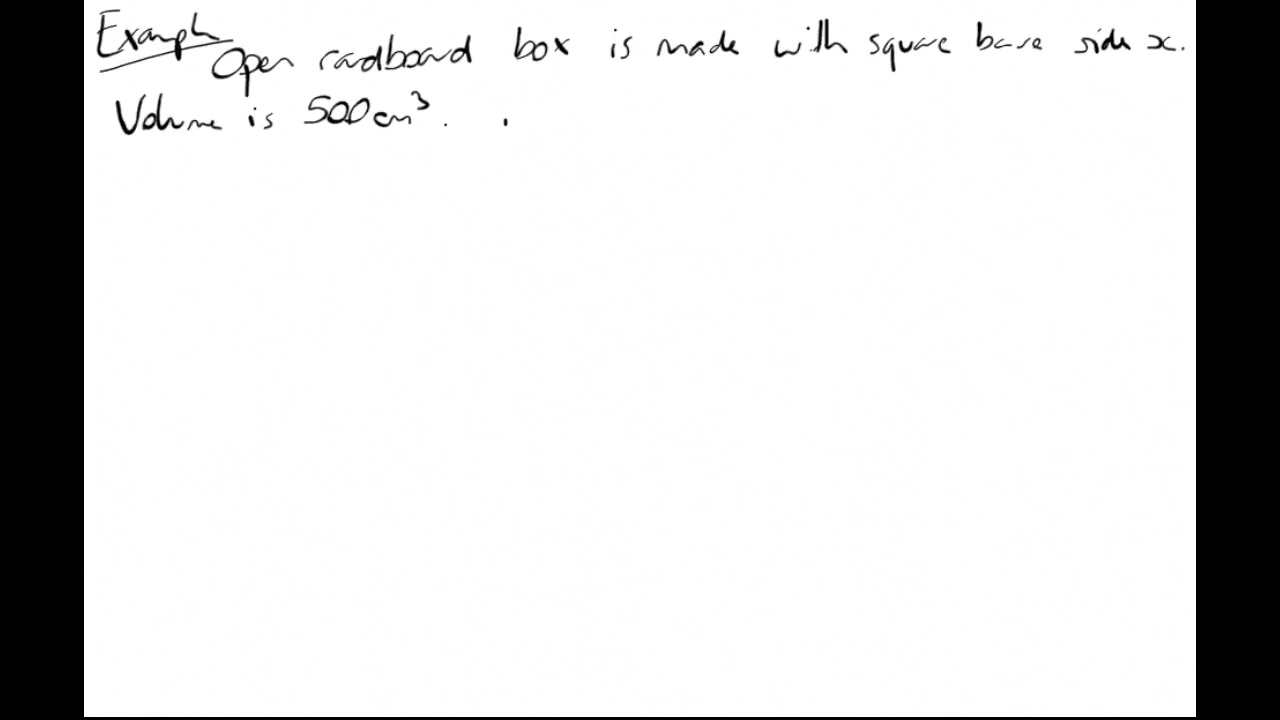 Example
Open cardboard box is made with square base side x.
Volume is 500cm³.